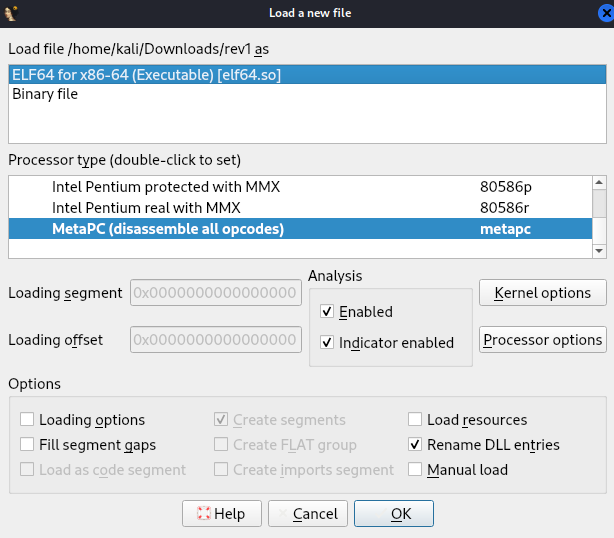 Load a new file
Load file /home/kali/Downloads/rev1 as
ELF64 for x86-64 (Executable) [elf64.so]
Binary file
Processor type (double-click to set)
Intel Pentium protected with MMX 80586p
Intel Pentium real with MMX 80586r
MetaPC (disassemble all opcodes) metapc
Analysis
Loading segment 0x0000000000000000
Enabled
Kernel options
Loading offset 0x0000000000000000
Indicator enabled
Processor options
Options
Loading options Create segments Load resources
Fill segment gaps Create FLAT group Rename DLL entries
Load as code segment Create imports segment Manual load
Help Cancel OK